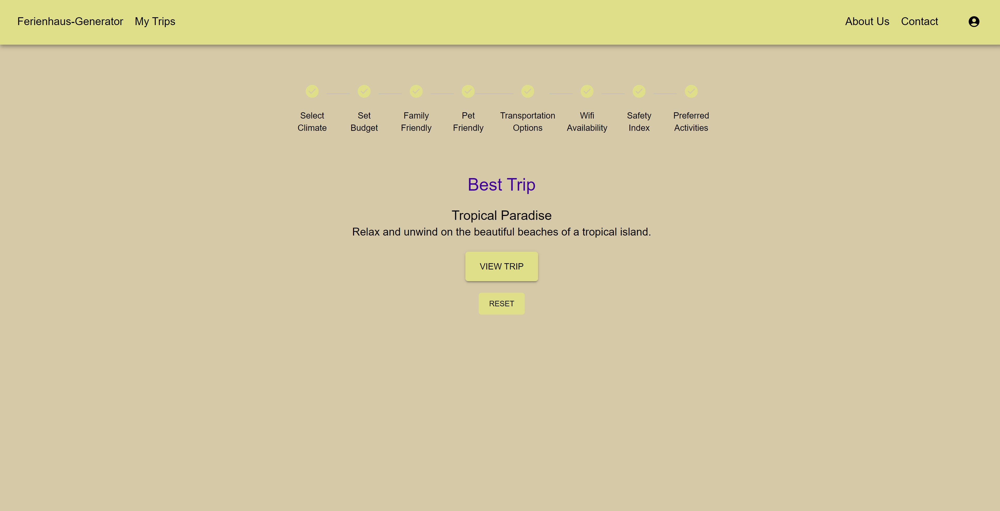 Ferienhaus-Generator My Trips About Us Contact
Select Climate
Set Budget
Family Friendly
Pet Friendly
Transportation Options
Wifi Availability
Safety Index
Preferred Activities
Best Trip
Tropical Paradise
Relax and unwind on the beautiful beaches of a tropical island.
VIEW TRIP
RESET